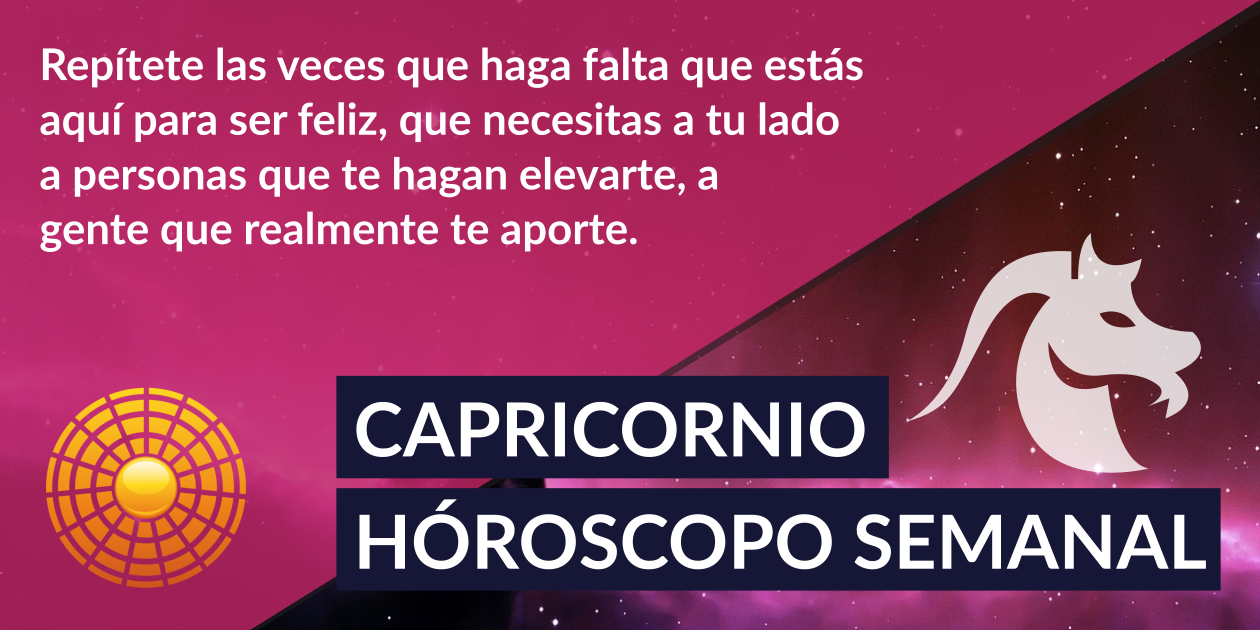 Repítete las veces que haga falta que estás
aquí para ser feliz, que necesitas a tu lado
a personas que te hagan elevarte, a
gente que realmente te aporte.
CAPRICORNIO
HÓROSCOPO SEMANAL